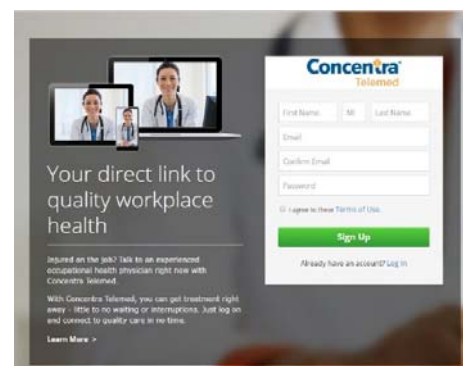 Your direct link to
quality workplace
health
Injured on the job? Talk to an experienced
occupational health physician right now with
Concentra Telemed.
With Concentra Telemed, you can get treatment right
away - little to no waiting or interruptions. Just log on
and connect to quality care in no time.
Learn More >
Concentra
Telemed
First Name MI Last Name
Email
Confirm Email
Password
I agree to these Terms of Use.
Sign Up
Already have an account? Log in